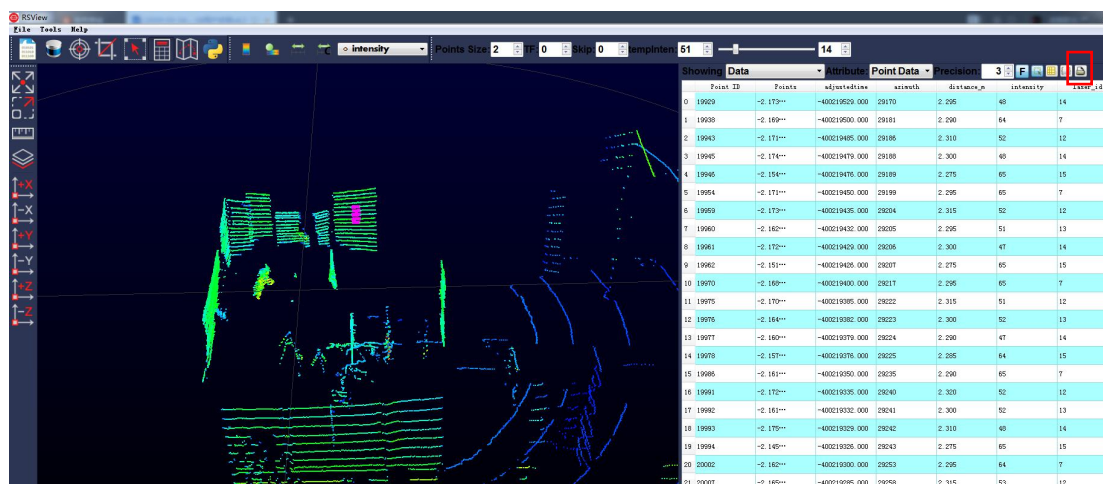 RSView
File Tools Help
intensity Points Size: 2 TF: 0 Skip: 0 tempInten: 51 14
Showing Data Attribute: Point Data Precision: 3 F
+X
-X
+Y
-Y
+Z
-Z
Point ID Points adjustedtime azimuth distance_m intensity laser_id
0 19929 -2.173··· -400219529.000 29170 2.295 48 14
1 19938 -2.169··· -400219500.000 29181 2.290 64 7
2 19943 -2.171··· -400219485.000 29186 2.310 52 12
3 19945 -2.174··· -400219479.000 29188 2.300 48 14
4 19946 -2.154··· -400219476.000 29189 2.275 65 15
5 19954 -2.171··· -400219450.000 29199 2.295 65 7
6 19959 -2.173··· -400219435.000 29204 2.315 52 12
7 19960 -2.162··· -400219432.000 29205 2.295 51 13
8 19961 -2.172··· -400219429.000 29206 2.300 47 14
9 19962 -2.151··· -400219426.000 29207 2.275 65 15
10 19970 -2.168··· -400219400.000 29217 2.295 65 7
11 19975 -2.170··· -400219385.000 29222 2.315 51 12
12 19976 -2.164··· -400219382.000 29223 2.300 52 13
13 19977 -2.160··· -400219379.000 29224 2.290 47 14
14 19978 -2.157··· -400219376.000 29225 2.285 64 15
15 19986 -2.161··· -400219350.000 29235 2.290 65 7
16 19991 -2.172··· -400219335.000 29240 2.320 52 12
17 19992 -2.161··· -400219332.000 29241 2.300 52 13
18 19993 -2.175··· -400219329.000 29242 2.310 48 14
19 19994 -2.145··· -400219326.000 29243 2.275 65 15
20 20002 -2.162··· -400219300.000 29253 2.295 64 7
21 20007 -2.165··· -400219285.000 29258 2.315 53 12